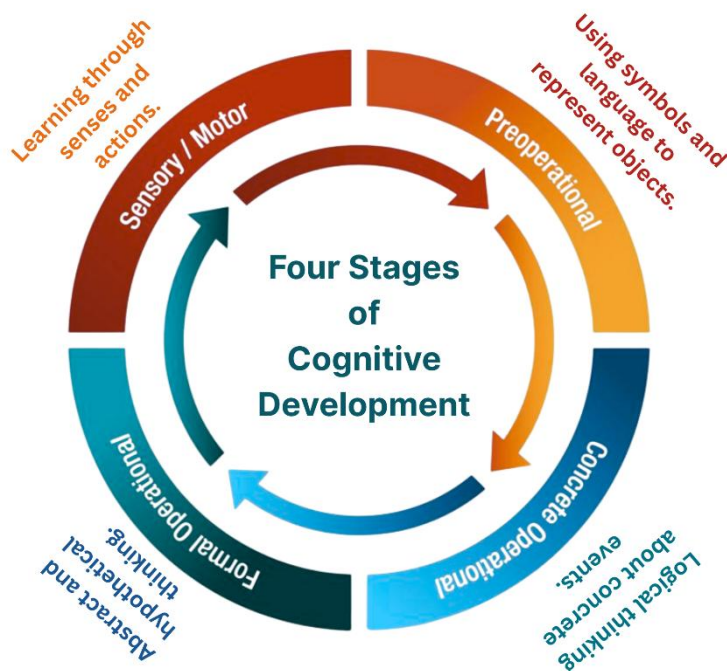 Learning through
senses and
actions.
Sensory / Motor
Using symbols and
language to
represent objects.
Preoperational
Four Stages
of
Cognitive
Development
Concrete Operational
Logical thinking
about concrete
events.
Formal Operational
Abstract and
hypothetical
thinking.